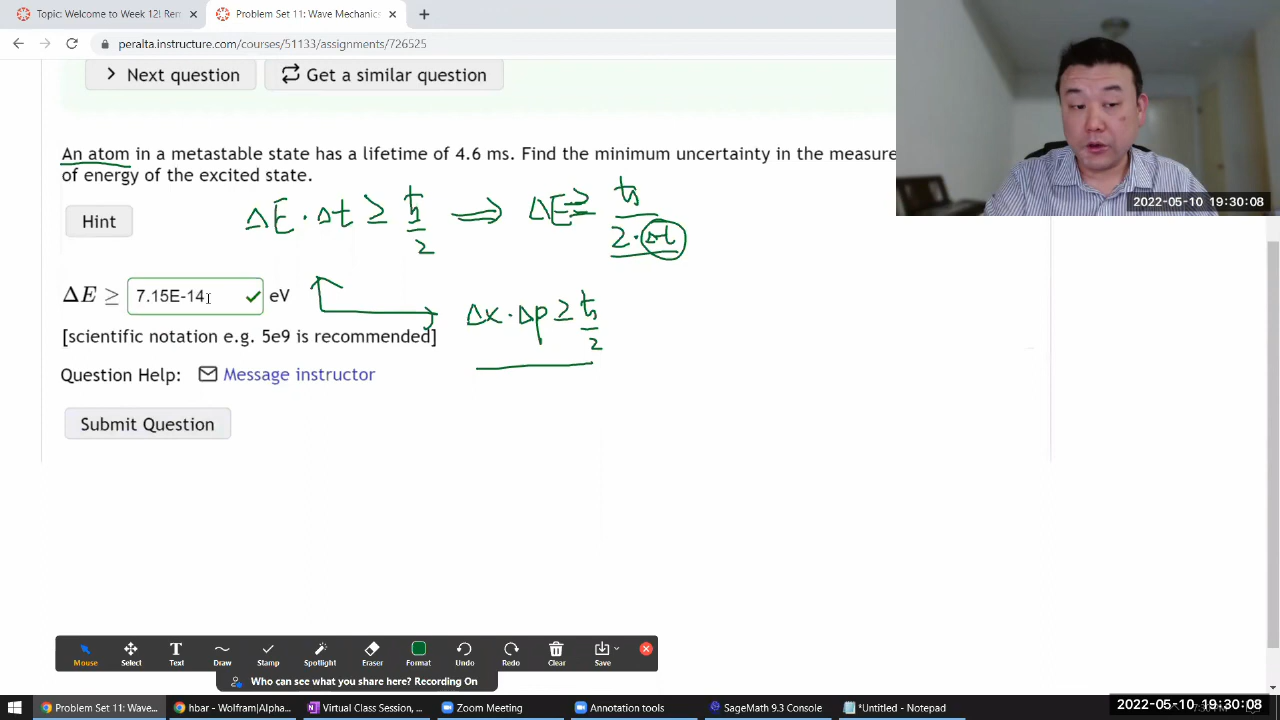 Topic: Welcome to Week 12! Rem
Problem Set 11: Wave Mechanics
peralta.instructure.com/courses/51133/assignments/726525
Next question
Get a similar question
An atom in a metastable state has a lifetime of 4.6 ms. Find the minimum uncertainty in the measure
of energy of the excited state.
Hint
ΔE · Δt ≥ ħ/2 ⟹ ΔE ≥ ħ/2·Δt
ΔE ≥ 7.15E-14 eV
Δx · Δp ≥ ħ/2
[scientific notation e.g. 5e9 is recommended]
Question Help: Message instructor
Submit Question
2022-05-10 19:30:08
Mouse Select Text Draw Stamp Spotlight Eraser Format Undo Redo Clear Save
Who can see what you share here? Recording On
Problem Set 11: Wave...
hbar - Wolfram|Alpha...
Virtual Class Session, ...
Zoom Meeting
Annotation tools
SageMath 9.3 Console
*Untitled - Notepad
2022-05-10 19:30:08